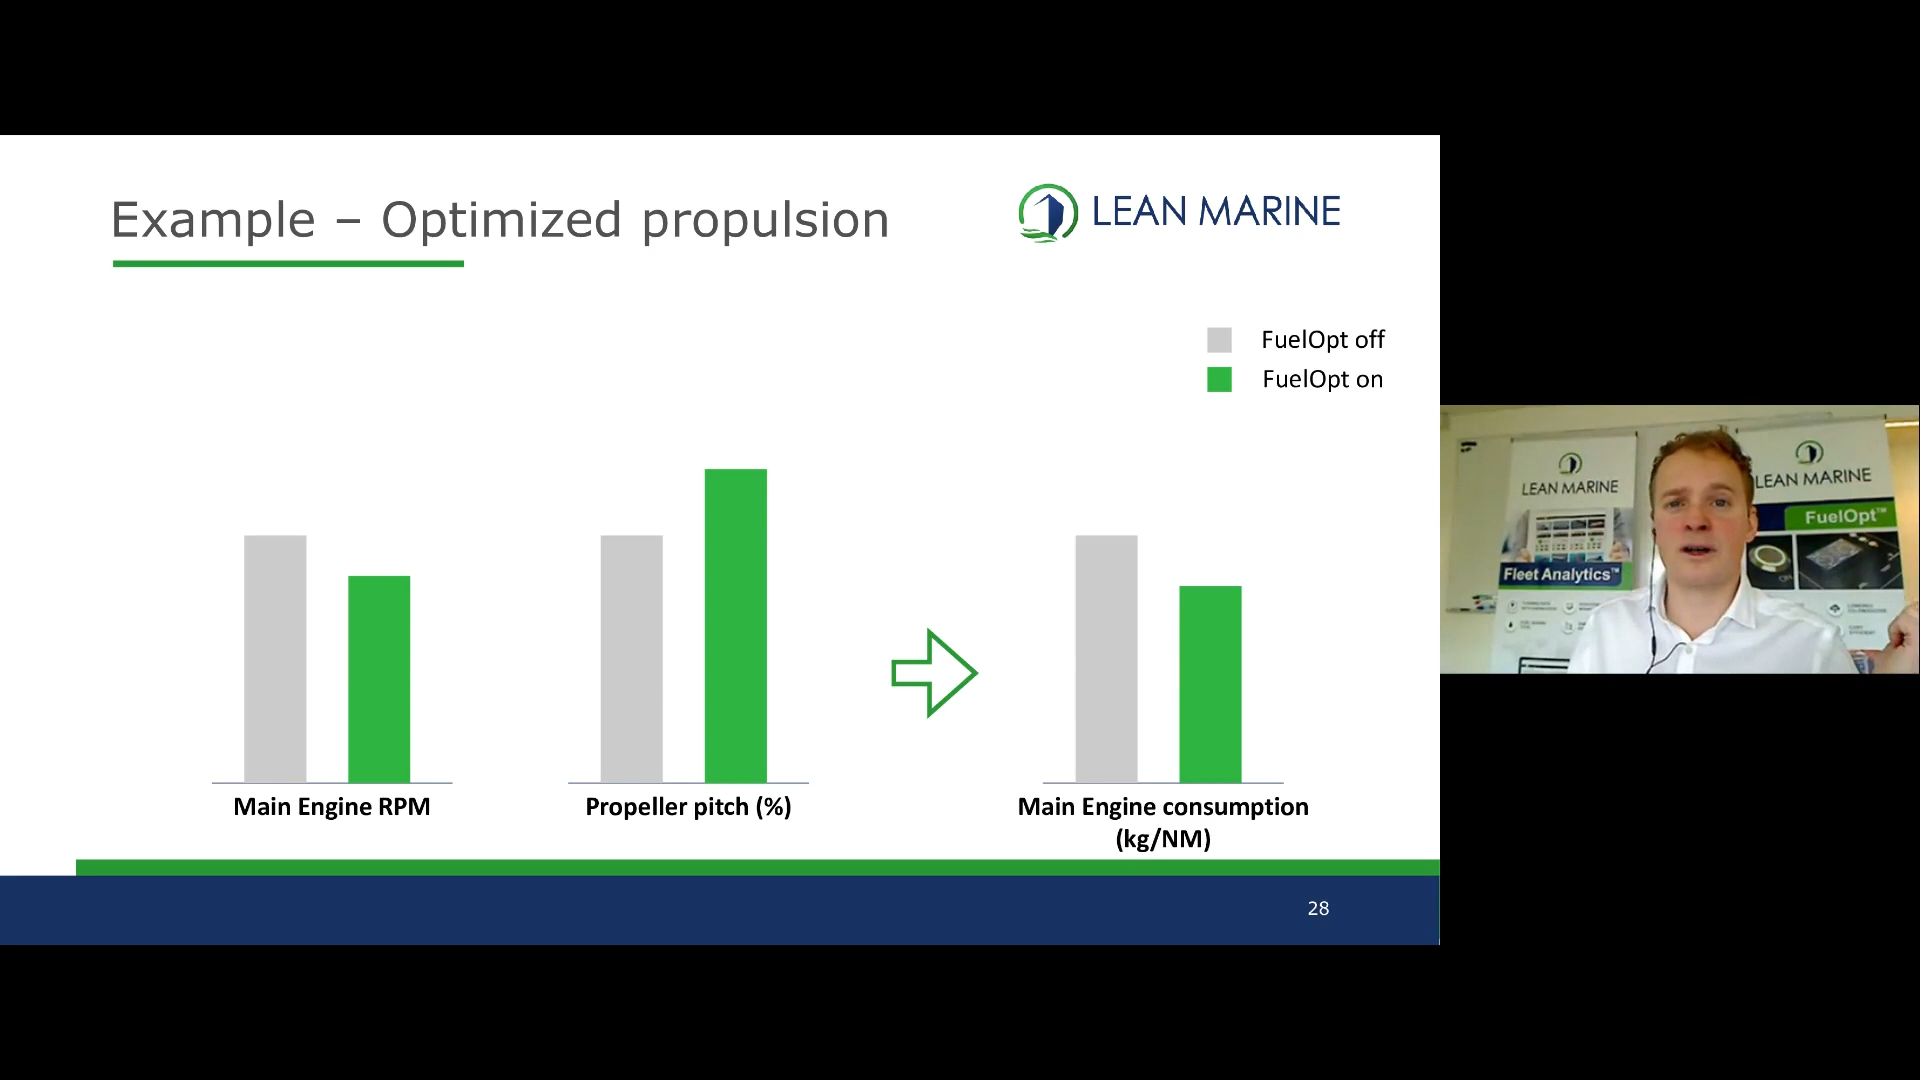 Example – Optimized propulsion
LEAN MARINE
FuelOpt off
FuelOpt on
Main Engine RPM
Propeller pitch (%)
Main Engine consumption
(kg/NM)
28
LEAN MARINE
Fleet Analytics™
LEAN MARINE
FuelOpt™